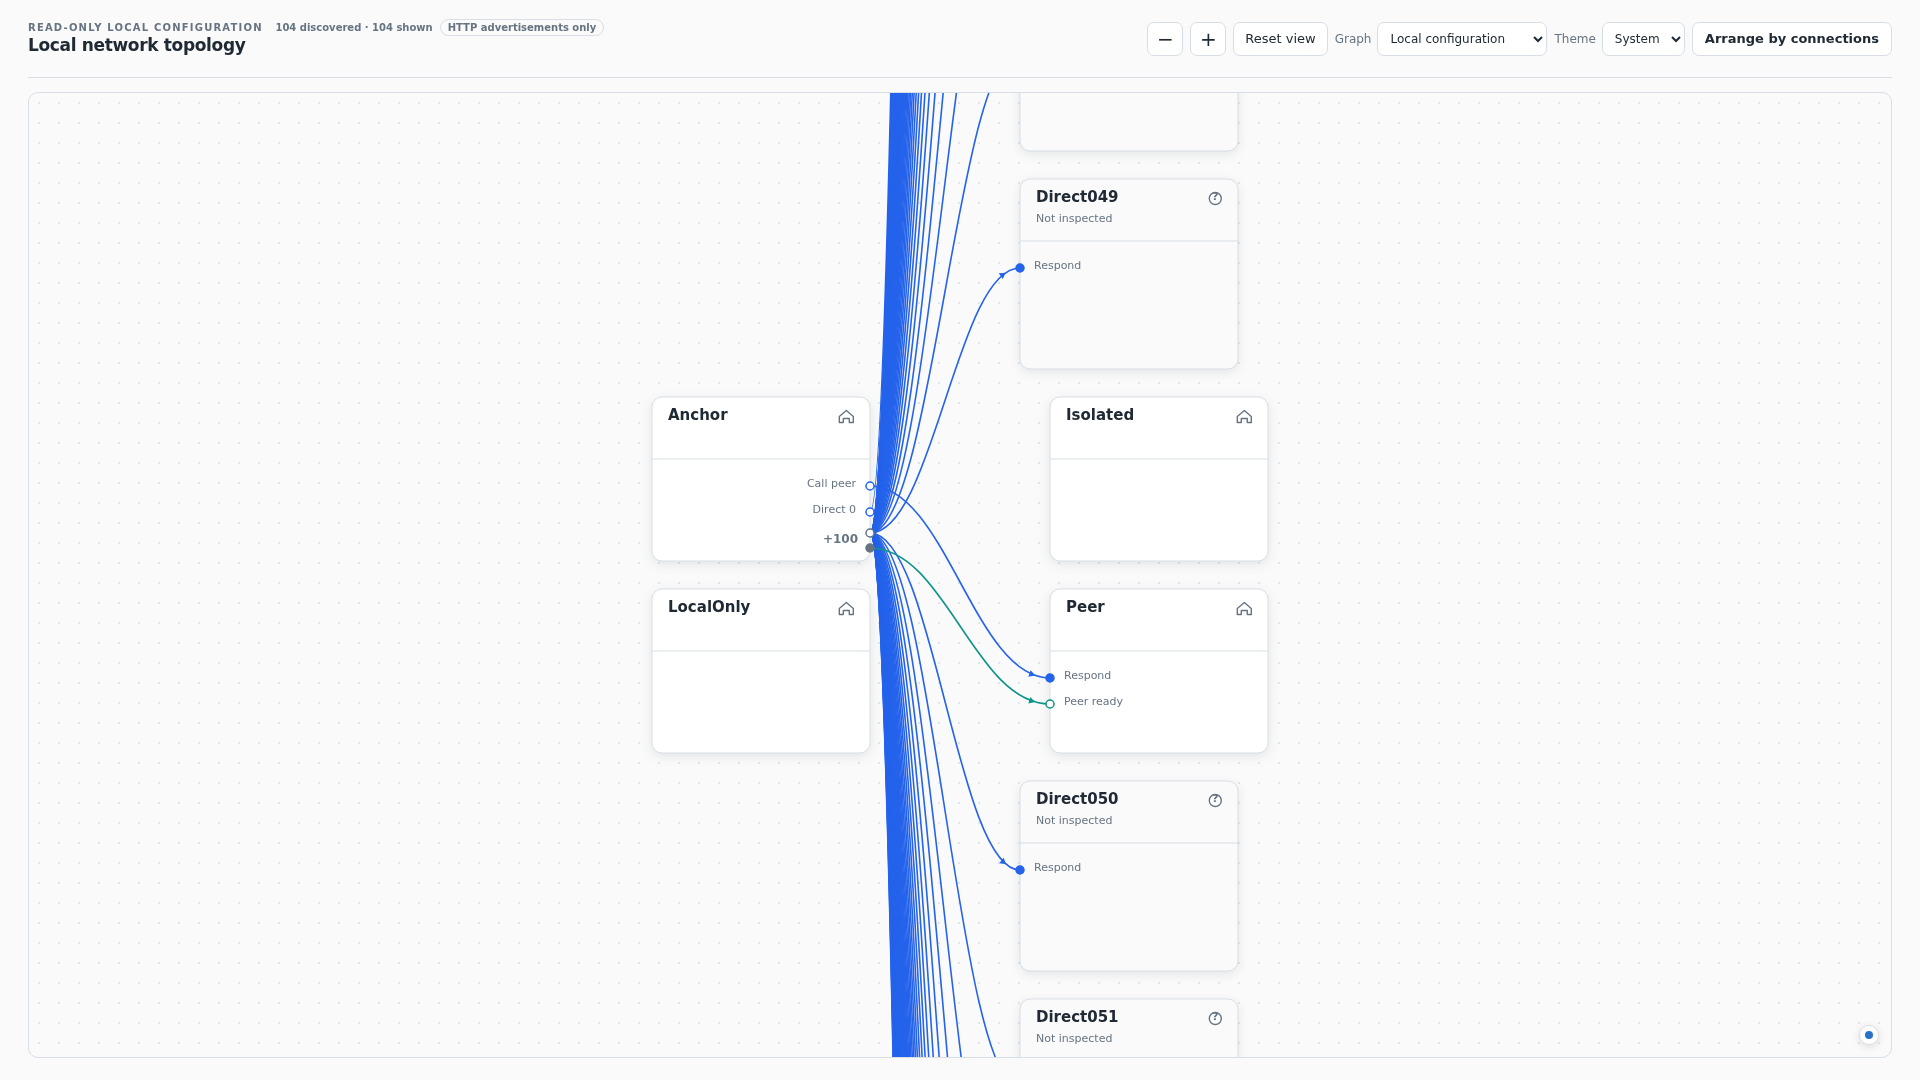 READ-ONLY LOCAL CONFIGURATION 104 discovered · 104 shown HTTP advertisements only
Local network topology
− + Reset view Graph Local configuration Theme System Arrange by connections
Direct049
Not inspected
Respond
Anchor
Call peer
Direct 0
+100
Isolated
LocalOnly
Peer
Respond
Peer ready
Direct050
Not inspected
Respond
Direct051
Not inspected